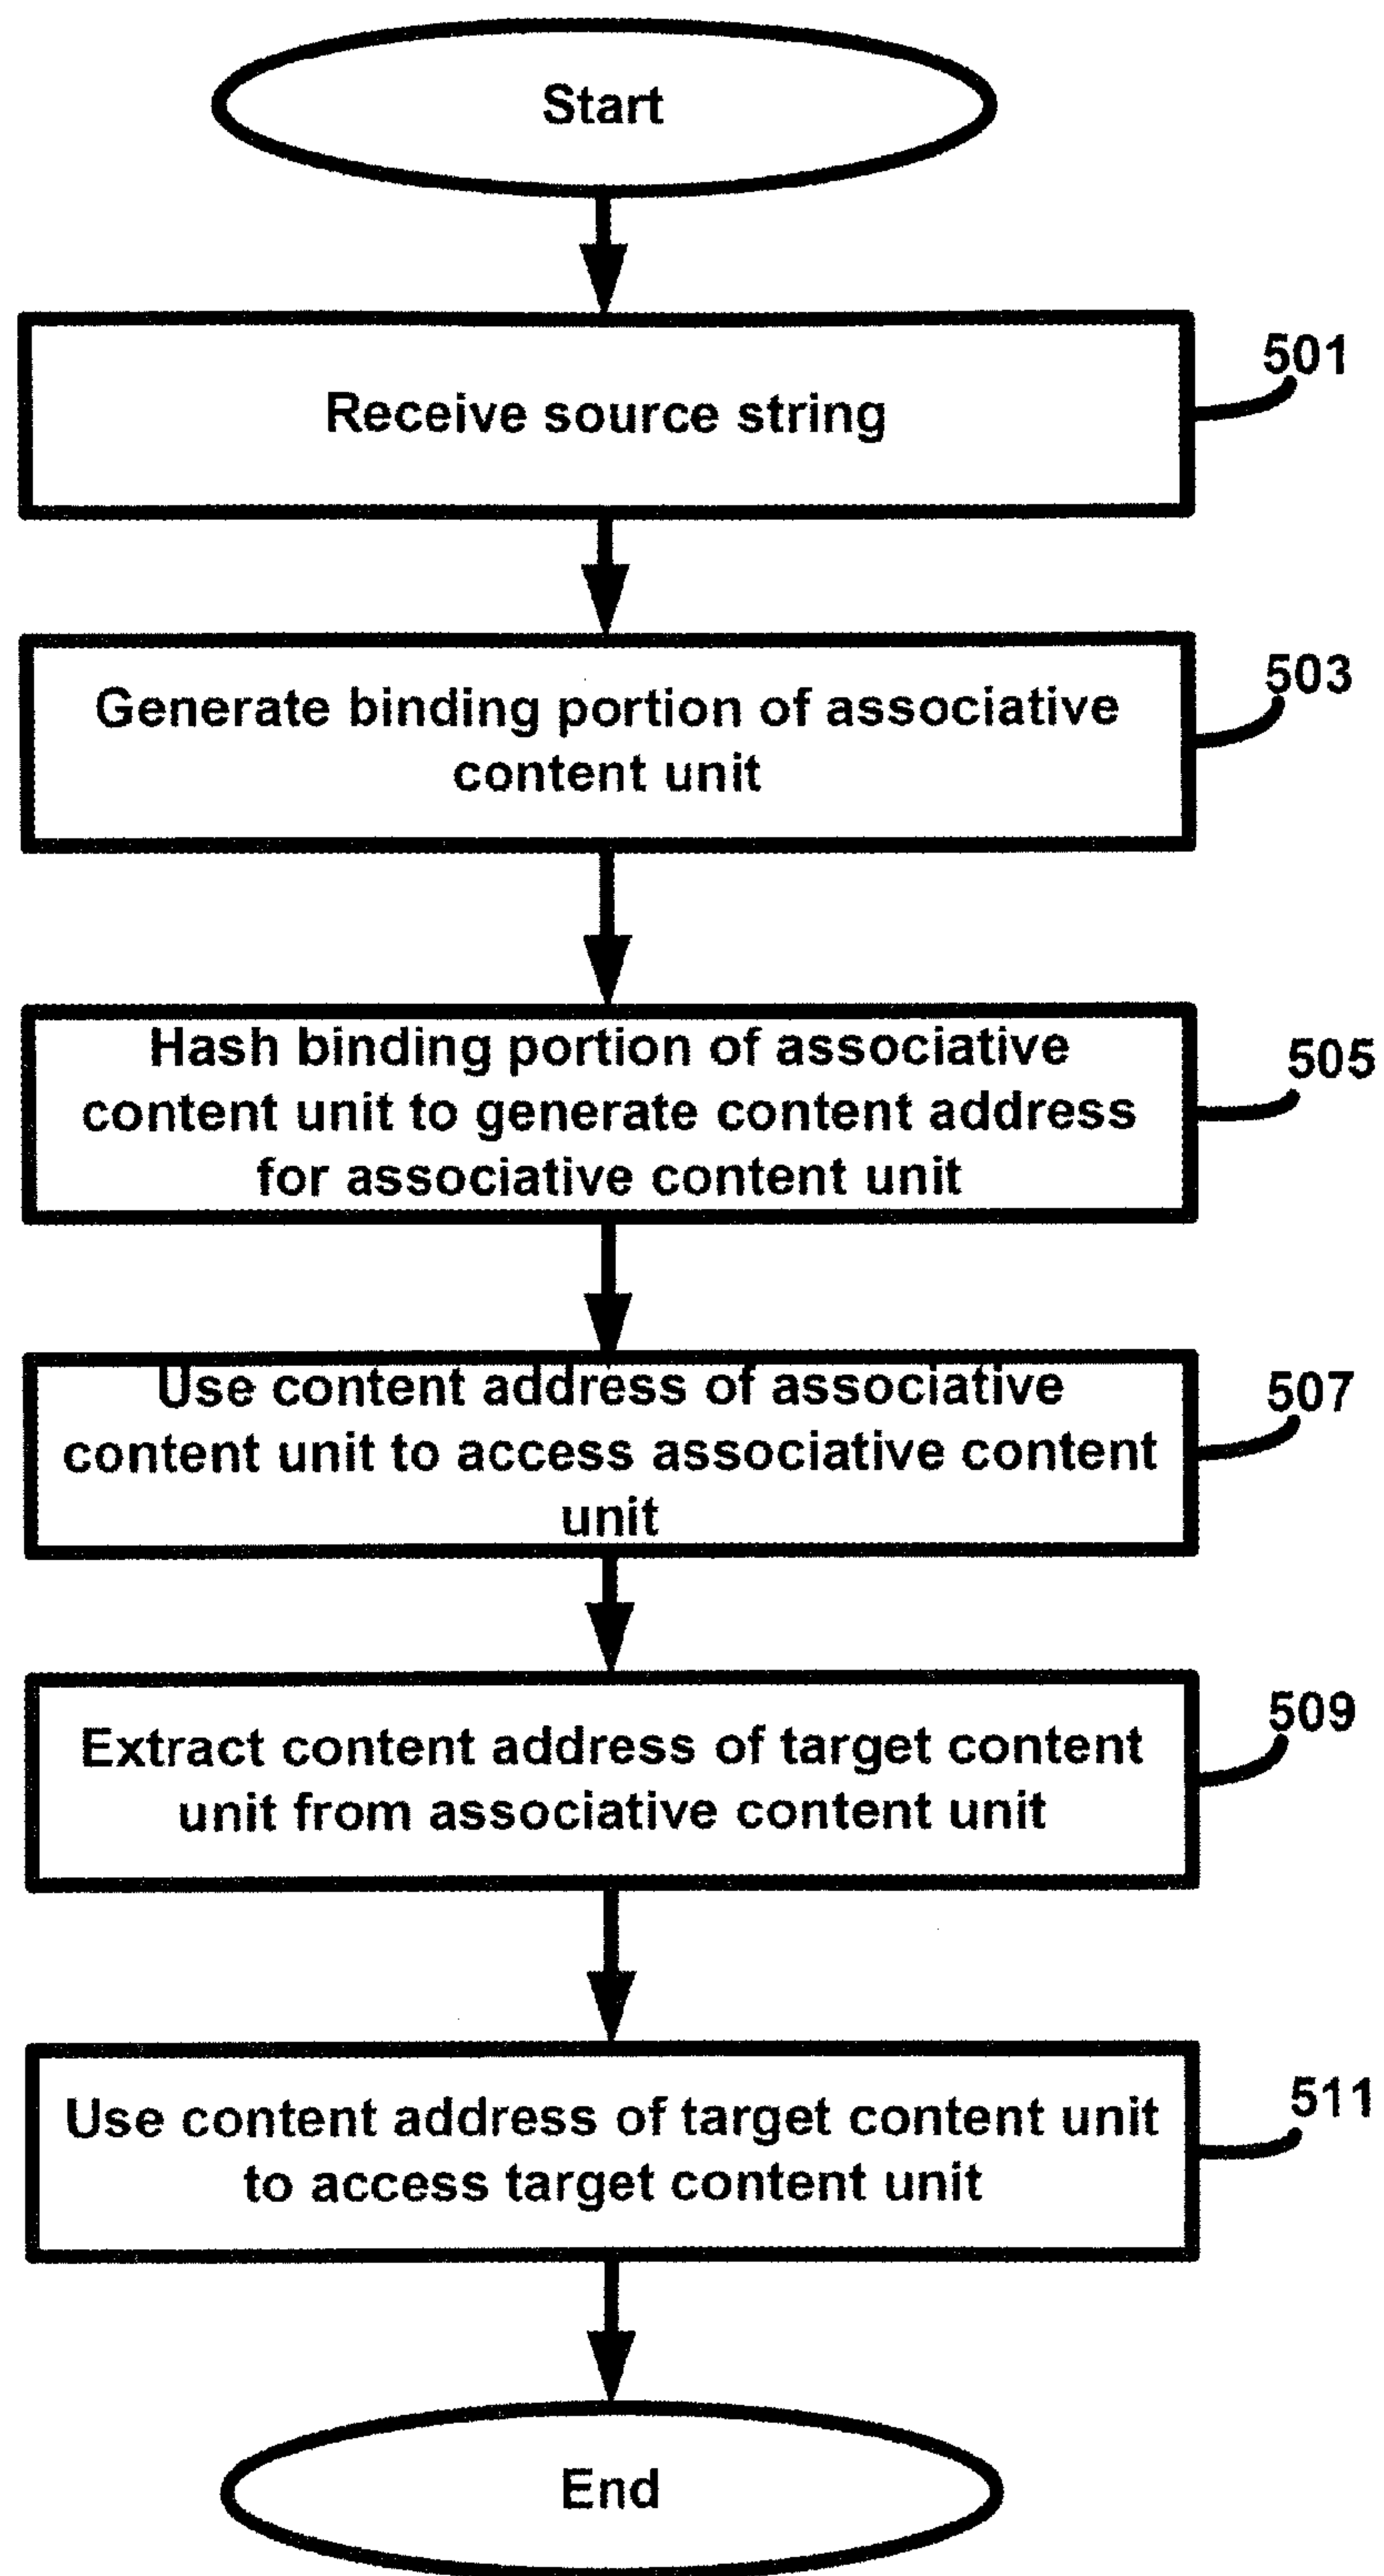 Start
501
Receive source string
503
Generate binding portion of associative
content unit
505
Hash binding portion of associative
content unit to generate content address
for associative content unit
507
Use content address of associative
content unit to access associative content
unit
509
Extract content address of target content
unit from associative content unit
511
Use content address of target content unit
to access target content unit
End